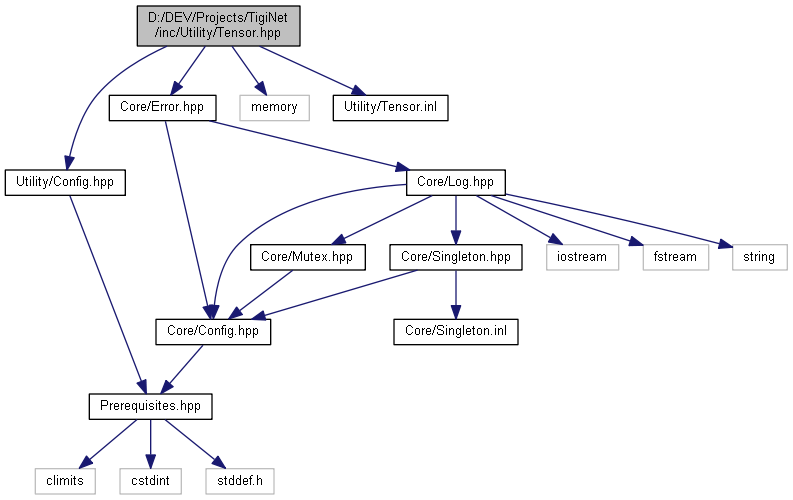 D:/DEV/Projects/TigiNet
/inc/Utility/Tensor.hpp
Core/Error.hpp
memory
Utility/Tensor.inl
Utility/Config.hpp
Core/Log.hpp
Core/Mutex.hpp
Core/Singleton.hpp
iostream
fstream
string
Core/Config.hpp
Core/Singleton.inl
Prerequisites.hpp
climits
cstdint
stddef.h